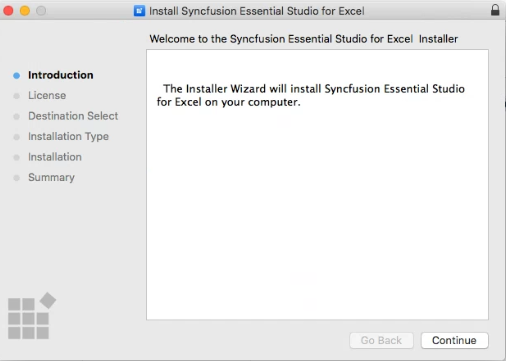 Install Syncfusion Essential Studio for Excel
Welcome to the Syncfusion Essential Studio for Excel Installer
Introduction
License
Destination Select
Installation Type
Installation
Summary
The Installer Wizard will install Syncfusion Essential Studio
for Excel on your computer.
Go Back
Continue